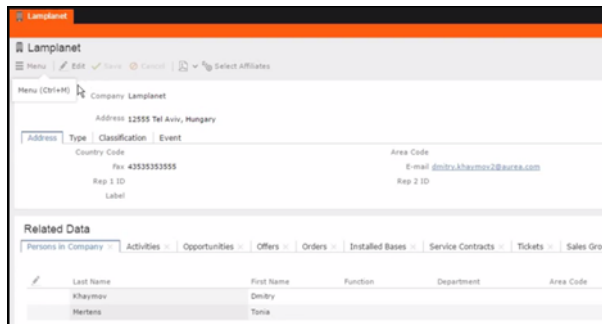 Lamplanet
Lamplanet
Menu Edit Save Cancel Select Affiliates
Menu (Ctrl+M)
Company Lamplanet
Address 12555 Tel Aviv, Hungary
Address Type Classification Event
Country Code Area Code
Fax 43535353555 E-mail dmitry.khaymov2@aurea.com
Rep 1 ID Rep 2 ID
Label
Related Data
Persons in Company Activities Opportunities Offers Orders Installed Bases Service Contracts Tickets Sales Gro
Last Name First Name Function Department Area Code
Khaymov Dmitry
Mertens Tonia